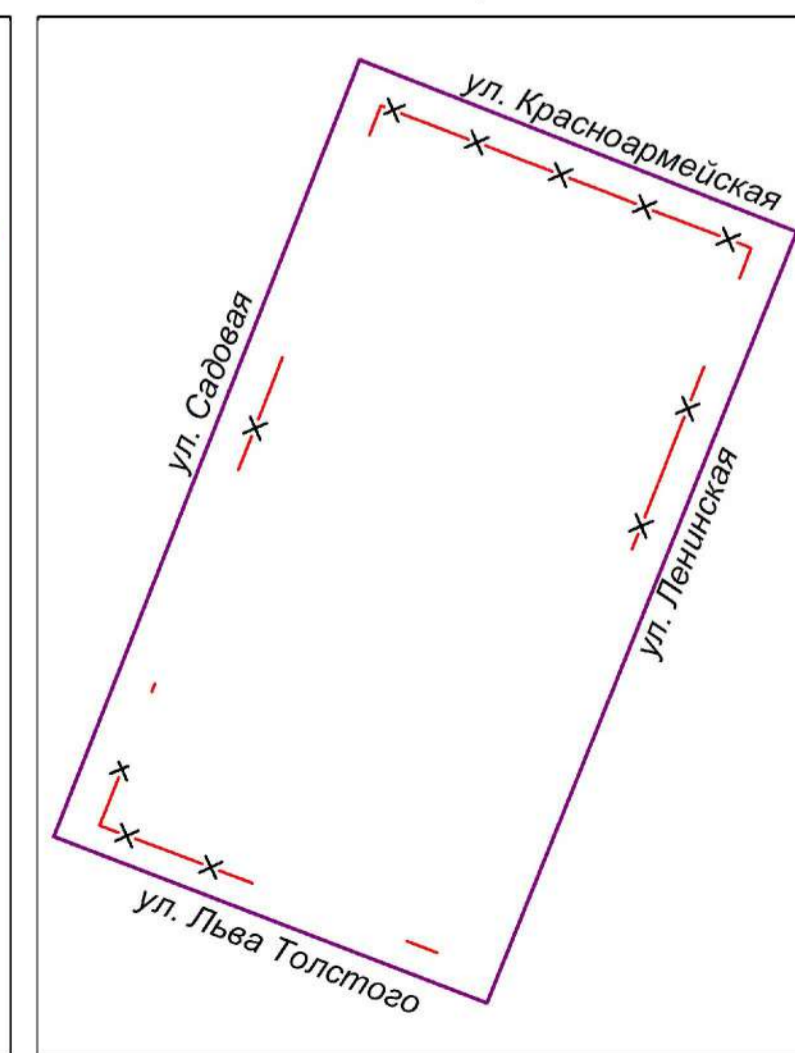 ул. Красноармейская
ул. Садовая
ул. Ленинская
ул. Льва Толстого